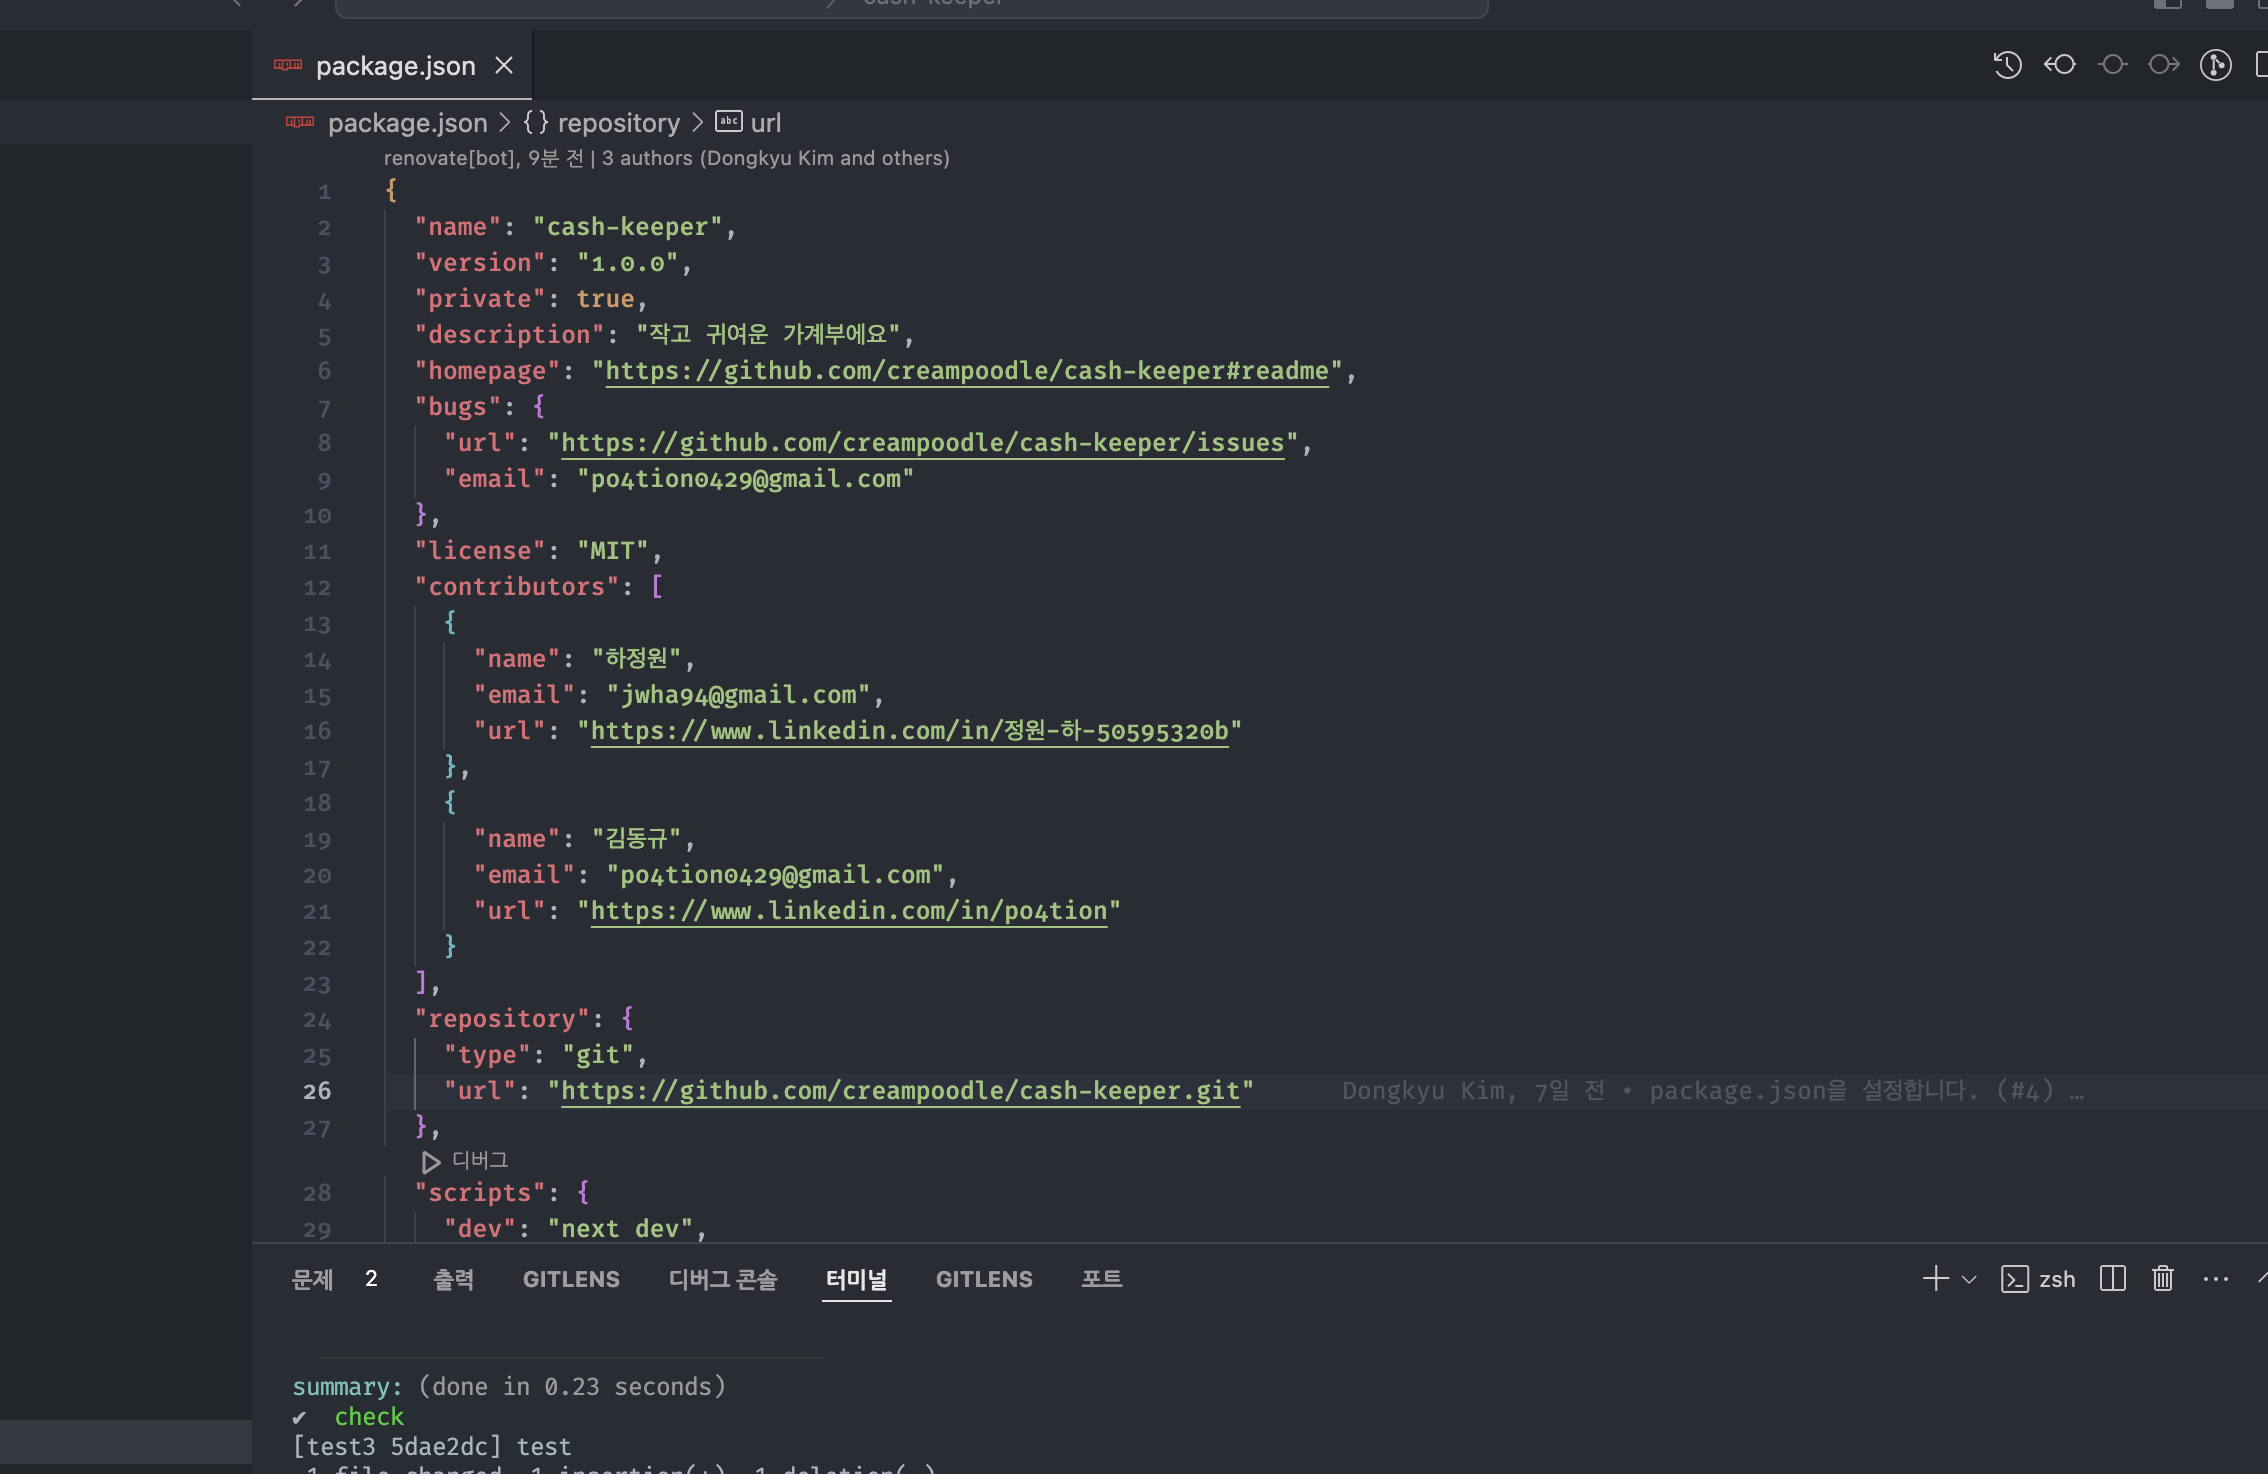 package.json
package.json > {} repository > abc url
renovate[bot], 9분 전 | 3 authors (Dongkyu Kim and others)
1 {
2 "name": "cash-keeper",
3 "version": "1.0.0",
4 "private": true,
5 "description": "작고 귀여운 가계부에요",
6 "homepage": "https://github.com/creampoodle/cash-keeper#readme",
7 "bugs": {
8 "url": "https://github.com/creampoodle/cash-keeper/issues",
9 "email": "po4tion0429@gmail.com"
10 },
11 "license": "MIT",
12 "contributors": [
13 {
14 "name": "하정원",
15 "email": "jwha94@gmail.com",
16 "url": "https://www.linkedin.com/in/정원-하-50595320b"
17 },
18 {
19 "name": "김동규",
20 "email": "po4tion0429@gmail.com",
21 "url": "https://www.linkedin.com/in/po4tion"
22 }
23 ],
24 "repository": {
25 "type": "git",
26 "url": "https://github.com/creampoodle/cash-keeper.git" Dongkyu Kim, 7일 전 • package.json을 설정합니다. (#4) …
27 },
디버그
28 "scripts": {
29 "dev": "next dev",
문제 2 출력 GITLENS 디버그 콘솔 터미널 GITLENS 포트 zsh
summary: (done in 0.23 seconds)
✔ check
[test3 5dae2dc] test
1 file changed, 1 insertion(+), 1 deletion(-)